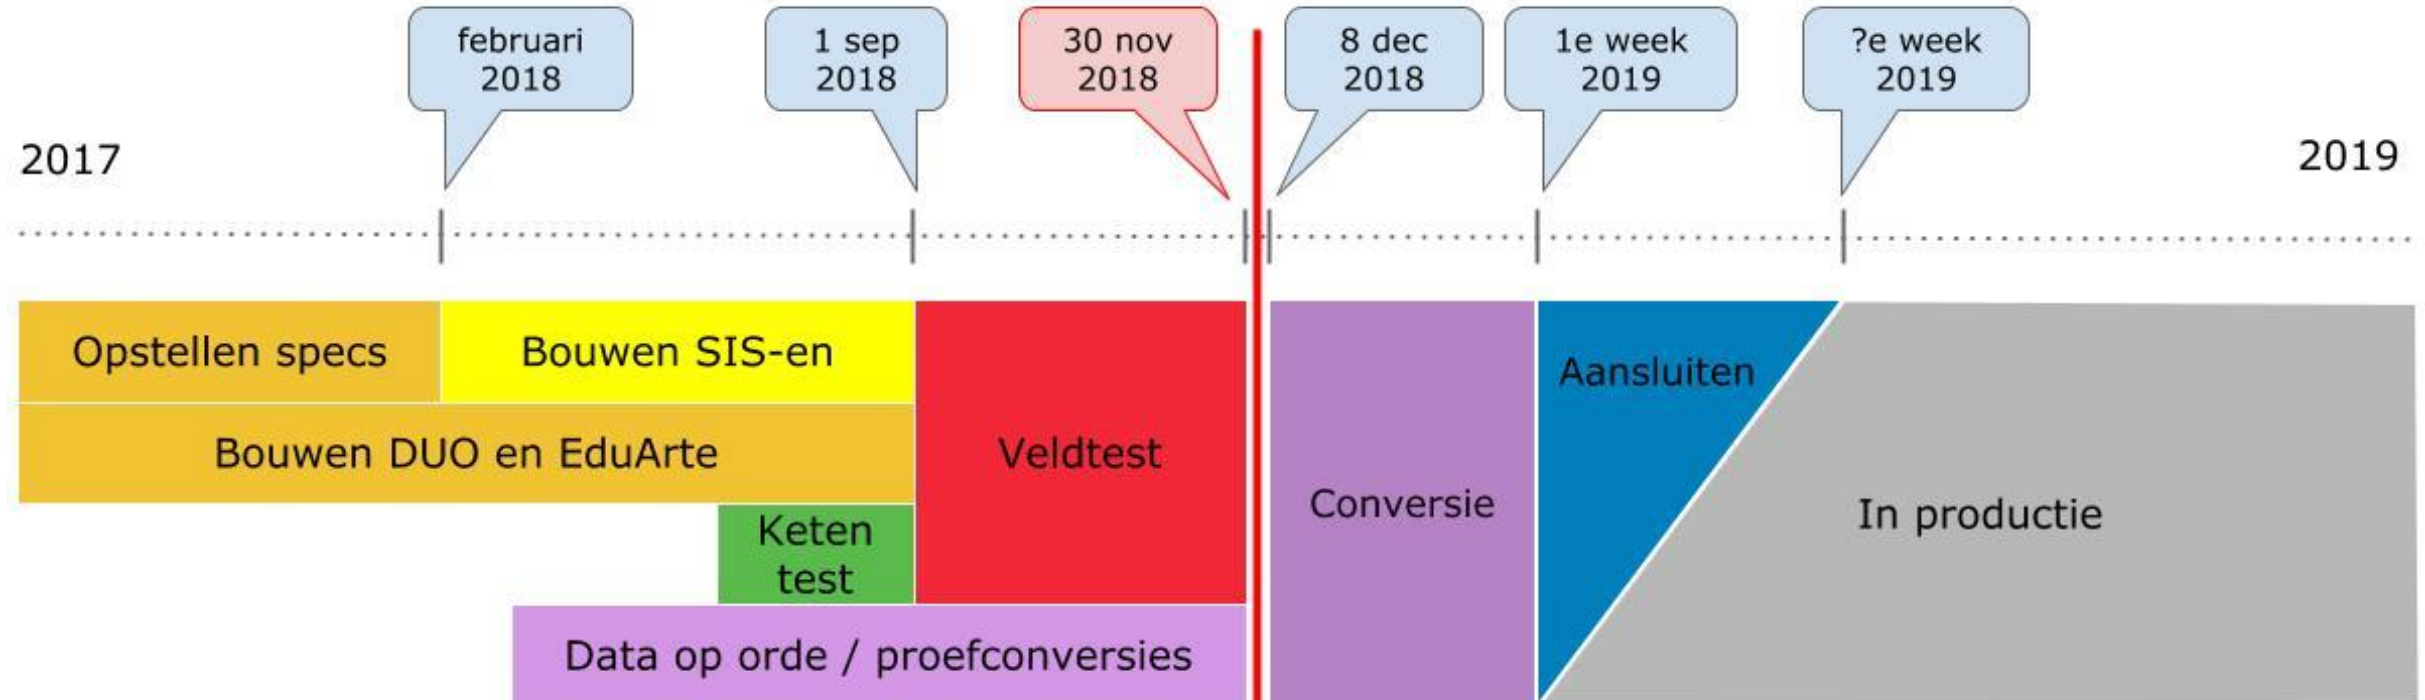 februari
2018
1 sep
2018
30 nov
2018
8 dec
2018
1e week
2019
?e week
2019
2017
2019
Opstellen specs
Bouwen SIS-en
Bouwen DUO en EduArte
Keten
test
Veldtest
Data op orde / proefconversies
Conversie
Aansluiten
In productie